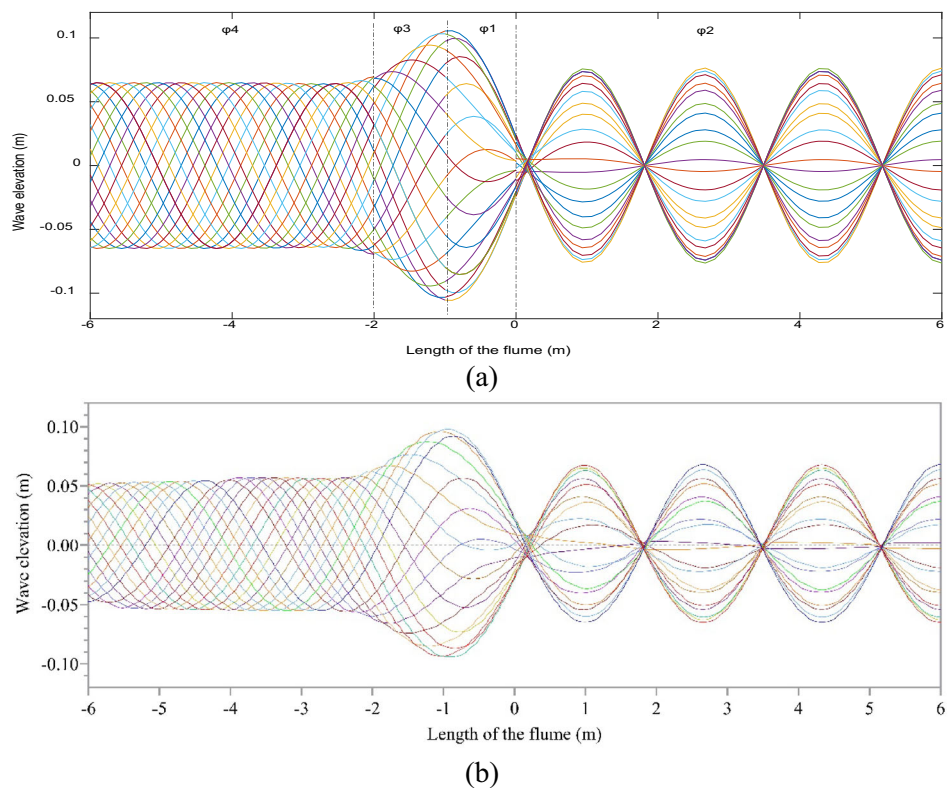 φ4 φ3 φ1 φ2
0.1
0.05
0
-0.05
-0.1
Wave elevation (m)
-6 -4 -2 0 2 4 6
Length of the flume (m)
(a)
0.10
0.05
0.00
-0.05
-0.10
Wave elevation (m)
-6 -5 -4 -3 -2 -1 0 1 2 3 4 5 6
Length of the flume (m)
(b)